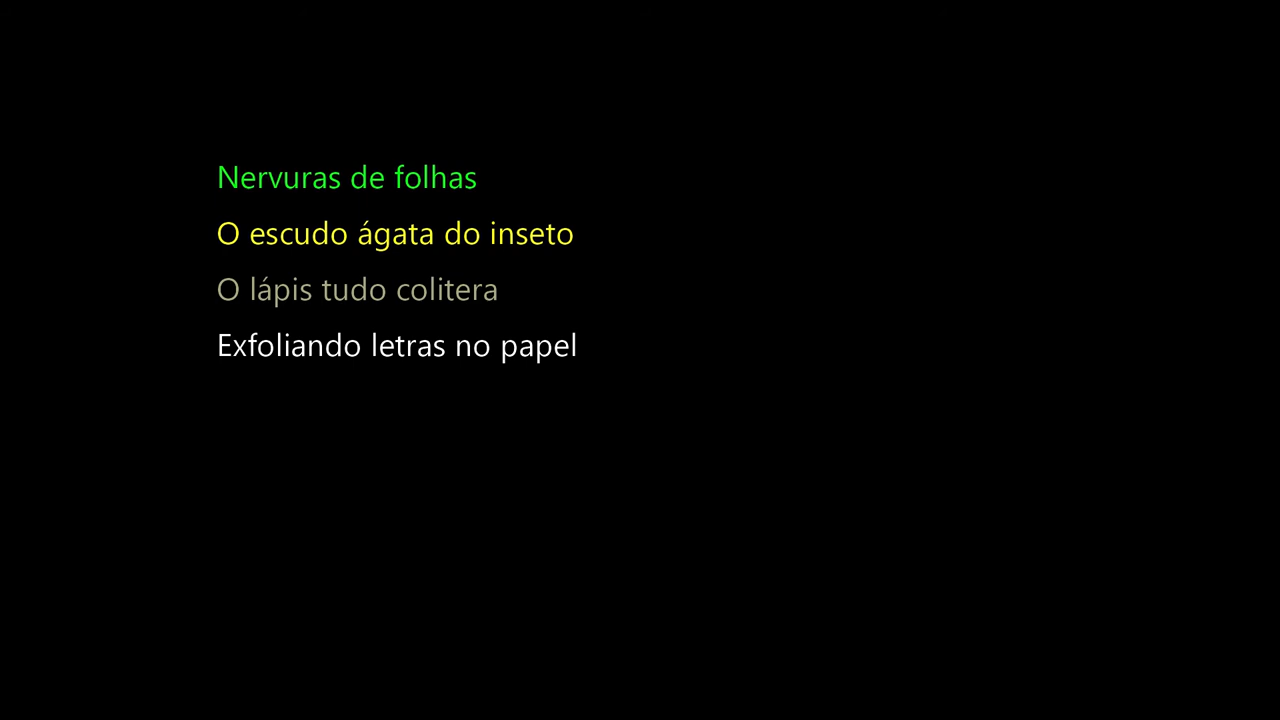 Nervuras de folhas
O escudo ágata do inseto
O lápis tudo colitera
Exfoliando letras no papel